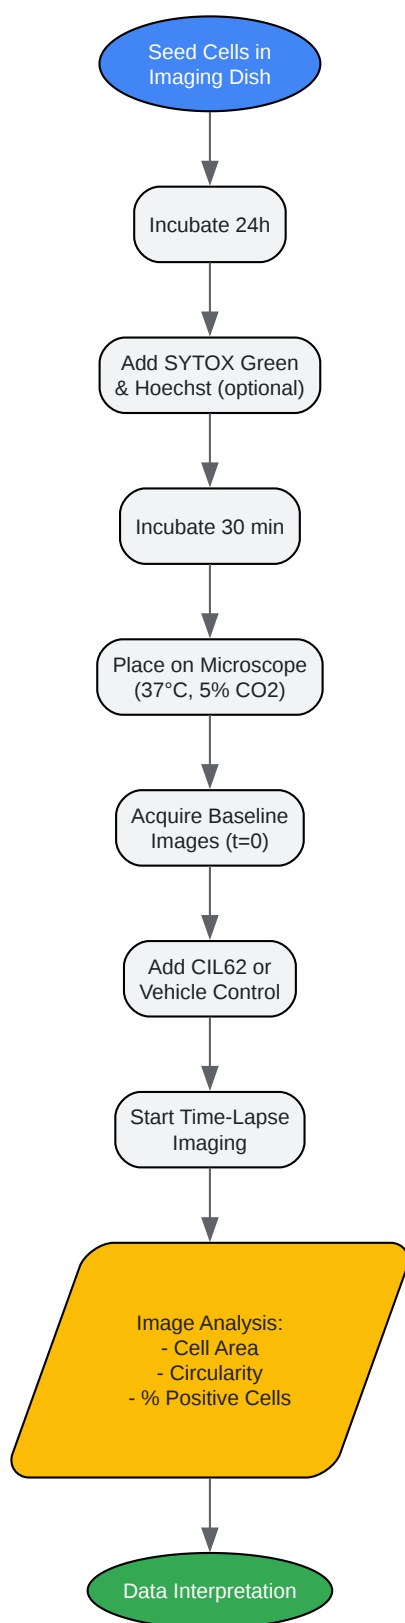 Seed Cells in
Imaging Dish
Incubate 24h
Add SYTOX Green
& Hoechst (optional)
Incubate 30 min
Place on Microscope
(37°C, 5% CO2)
Acquire Baseline
Images (t=0)
Add CIL62 or
Vehicle Control
Start Time-Lapse
Imaging
Image Analysis:
- Cell Area
- Circularity
- % Positive Cells
Data Interpretation